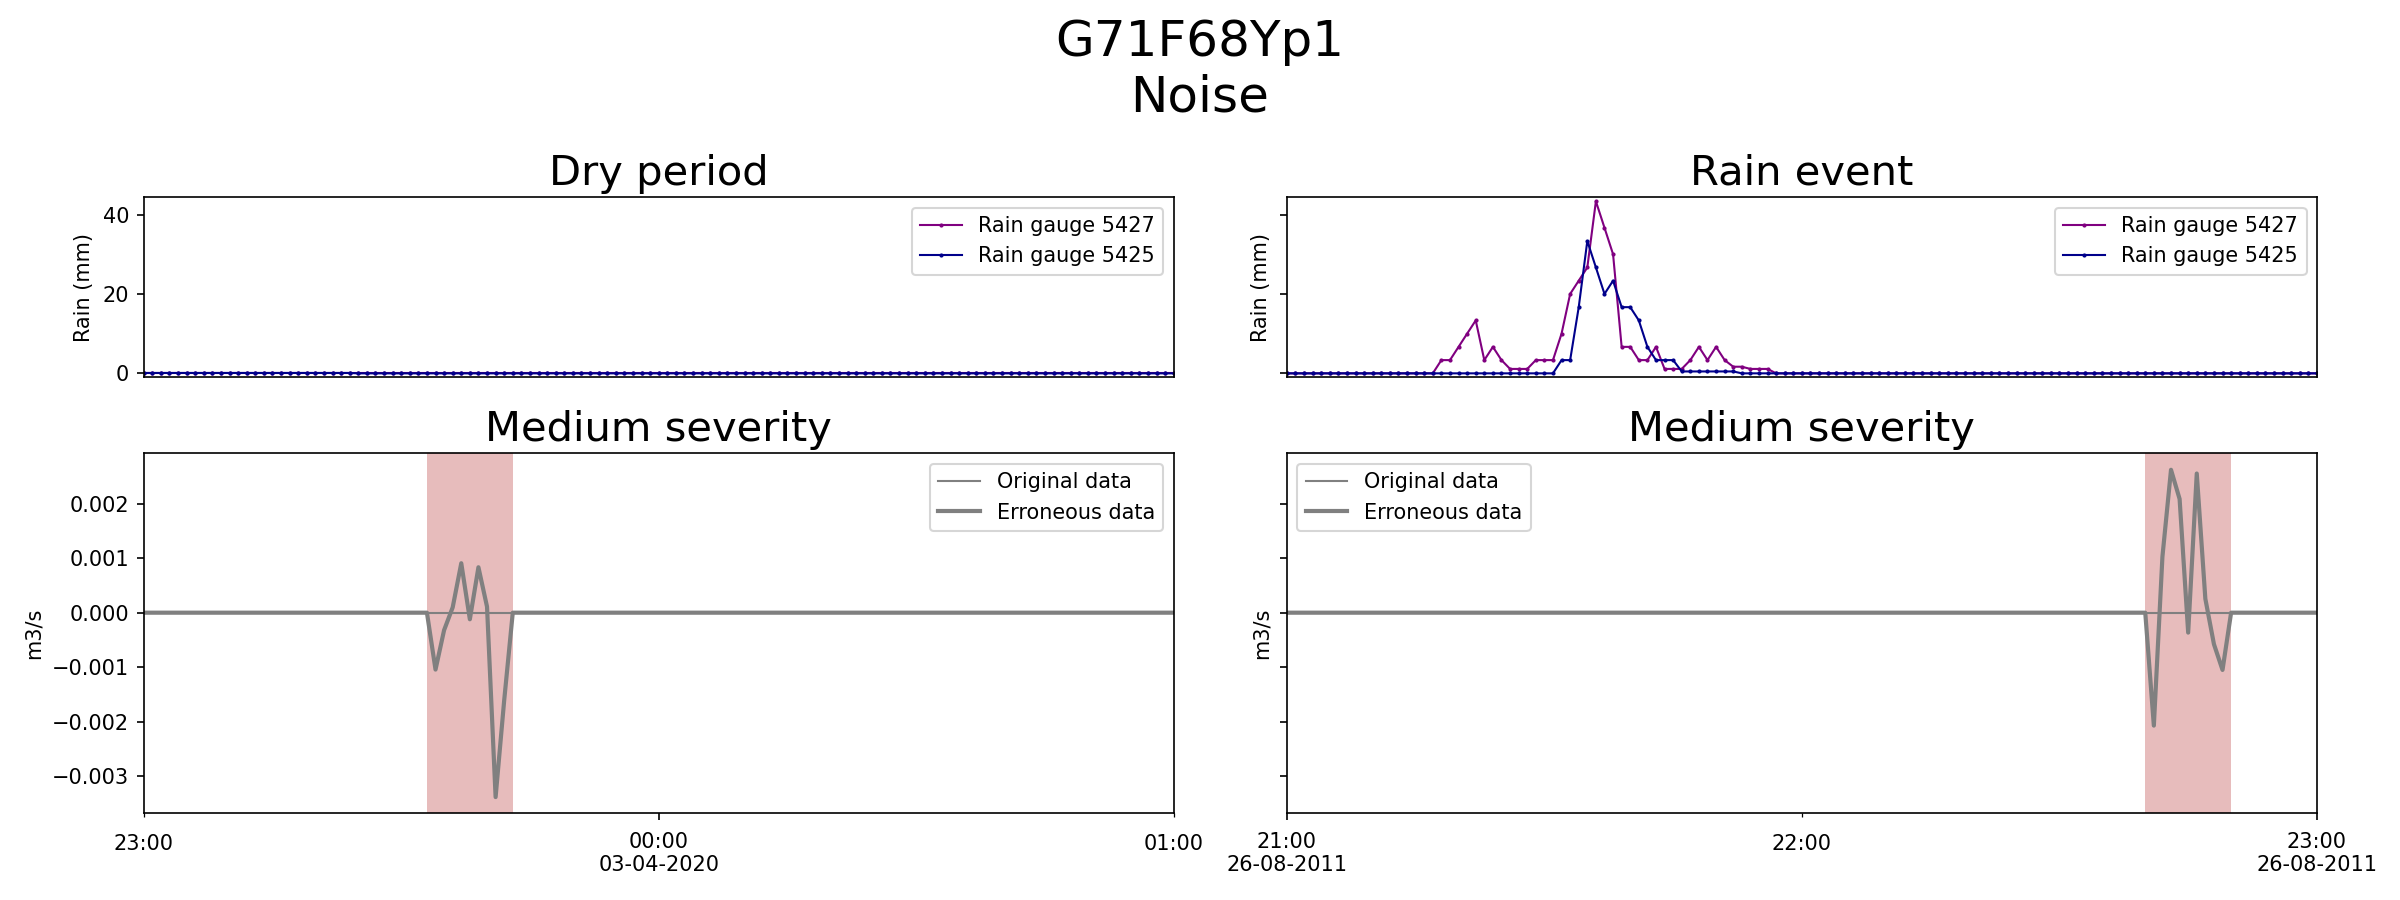 G71F68Yp1
Noise
Dry period
Rain (mm)
40
20
0
Rain gauge 5427
Rain gauge 5425
Rain event
Rain (mm)
Rain gauge 5427
Rain gauge 5425
Medium severity
m3/s
0.002
0.001
0.000
−0.001
−0.002
−0.003
Original data
Erroneous data
23:00
00:00
03-04-2020
01:00
Medium severity
m3/s
Original data
Erroneous data
21:00
26-08-2011
22:00
23:00
26-08-2011